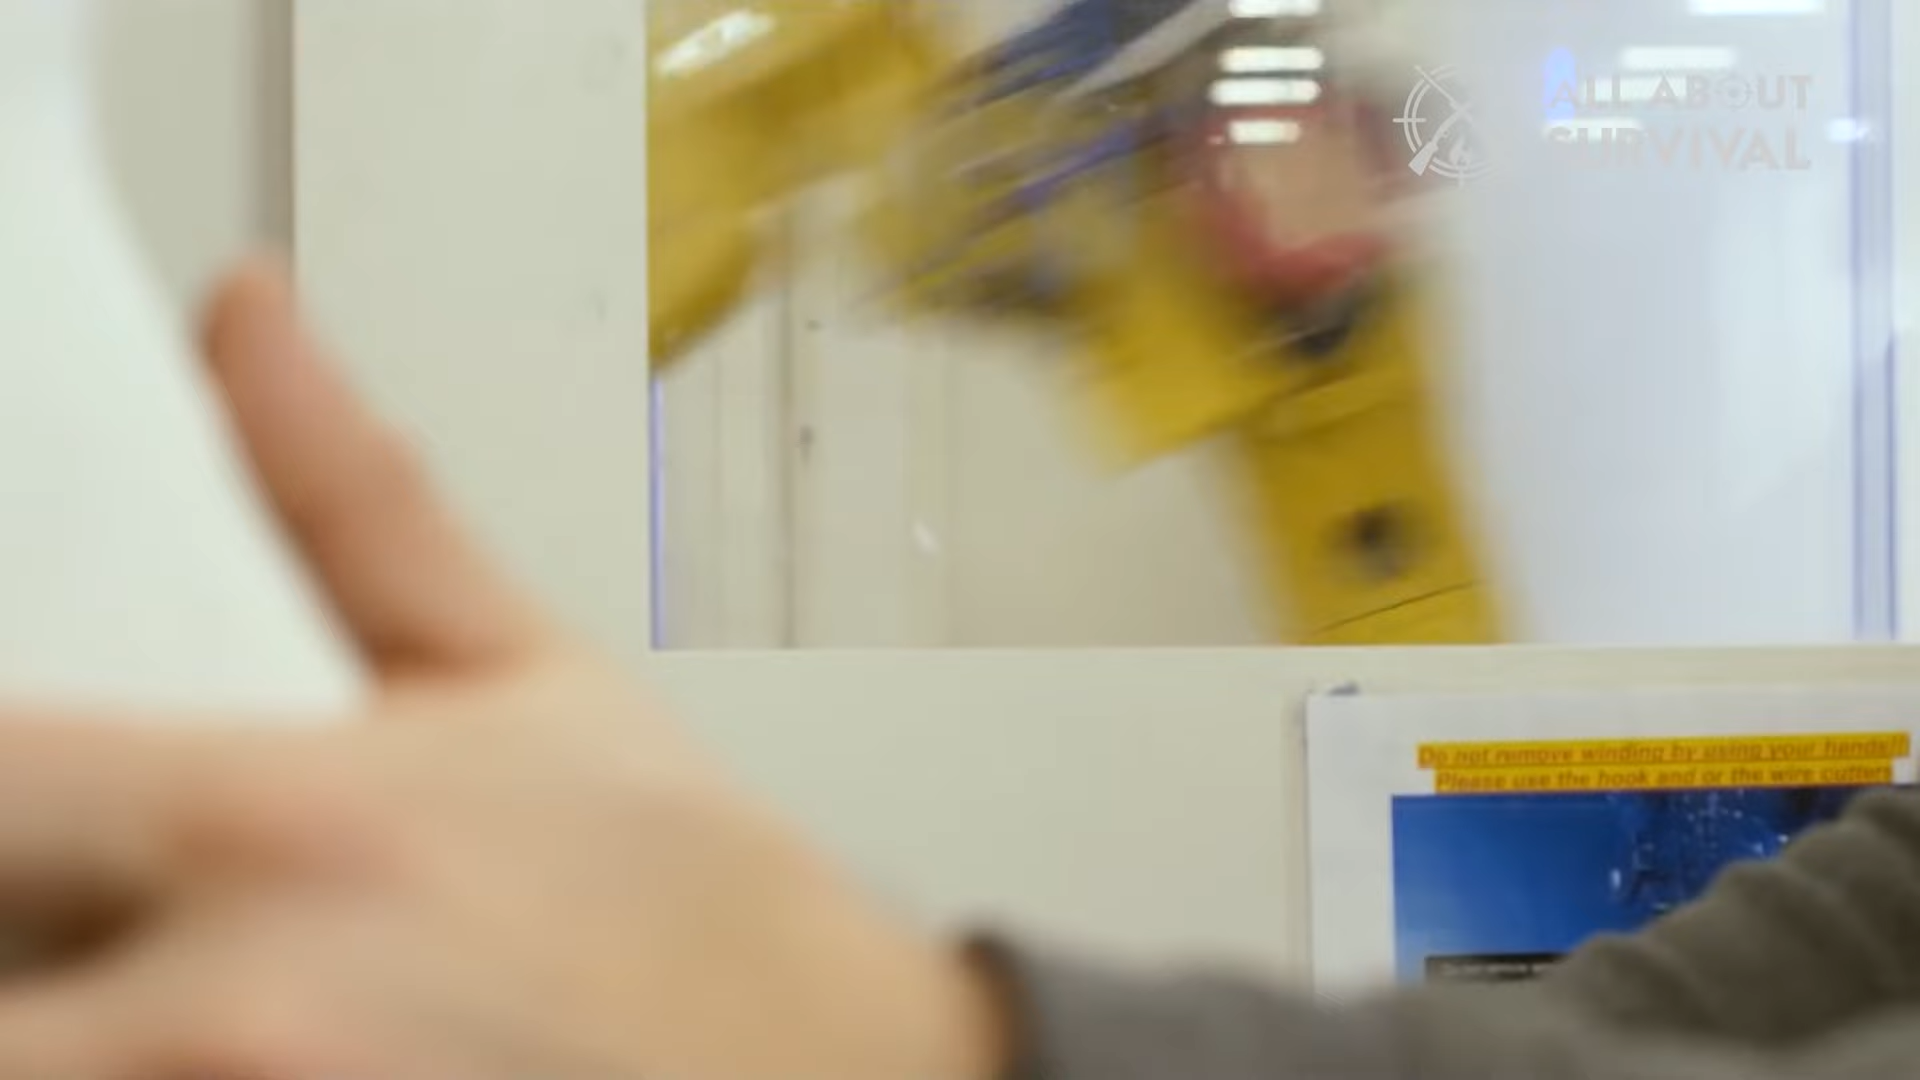 ALL ABOUT
SURVIVAL
Do not remove winding by using your hands!!!
Please use the hook and or the wire cutters